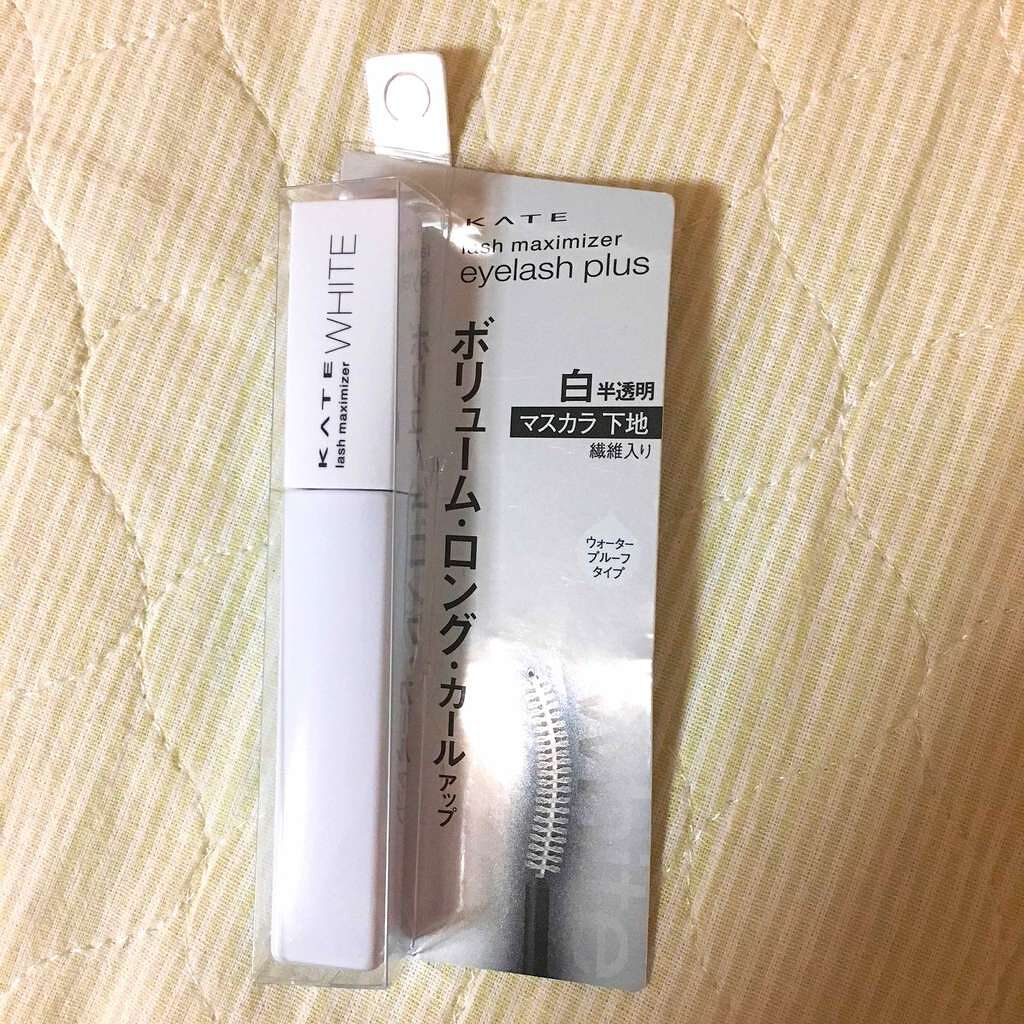 KATE
lash maximizer
WHITE
KATE
lash maximizer
eyelash plus
ボリューム・ロング・カールアップ
白 半透明
マスカラ 下地
繊維入り
ウォーター
プルーフ
タイプ